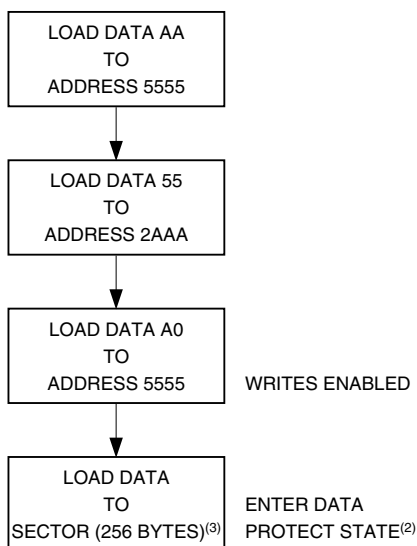 LOAD DATA AA
TO
ADDRESS 5555
LOAD DATA 55
TO
ADDRESS 2AAA
LOAD DATA A0
TO
ADDRESS 5555
WRITES ENABLED
LOAD DATA
TO
SECTOR (256 BYTES)(3)
ENTER DATA
PROTECT STATE(2)